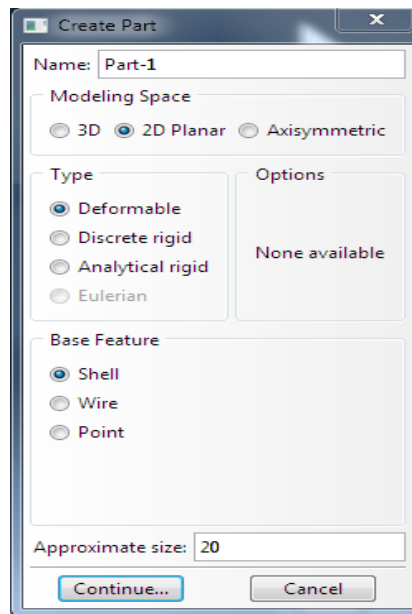 Create Part
Name: Part-1
Modeling Space
3D 2D Planar Axisymmetric
Type
Deformable
Discrete rigid
Analytical rigid
Eulerian
Options
None available
Base Feature
Shell
Wire
Point
Approximate size: 20
Continue... Cancel